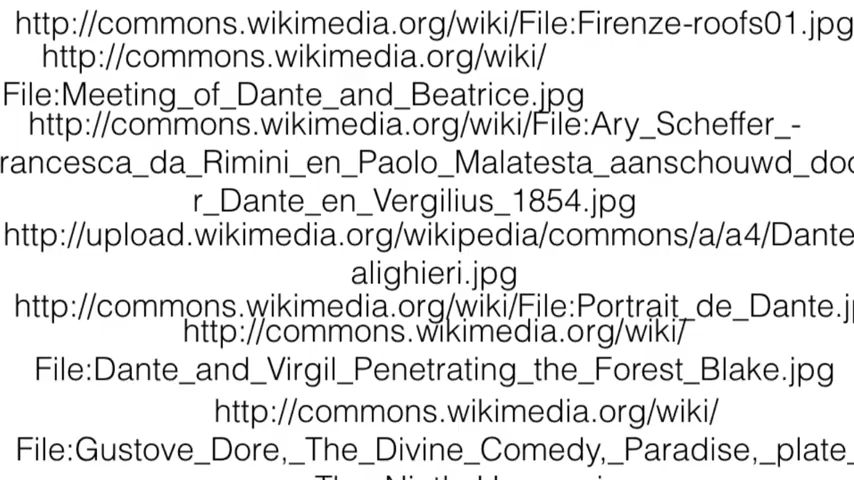 http://commons.wikimedia.org/wiki/File:Firenze-roofs01.jpg
http://commons.wikimedia.org/wiki/
File:Meeting_of_Dante_and_Beatrice.jpg
http://commons.wikimedia.org/wiki/File:Ary_Scheffer_-
rancesca_da_Rimini_en_Paolo_Malatesta_aanschouwd_doo
r_Dante_en_Vergilius_1854.jpg
http://upload.wikimedia.org/wikipedia/commons/a/a4/Dante
alighieri.jpg
http://commons.wikimedia.org/wiki/File:Portrait_de_Dante.j
http://commons.wikimedia.org/wiki/
File:Dante_and_Virgil_Penetrating_the_Forest_Blake.jpg
http://commons.wikimedia.org/wiki/
File:Gustove_Dore,_The_Divine_Comedy,_Paradise,_plate_